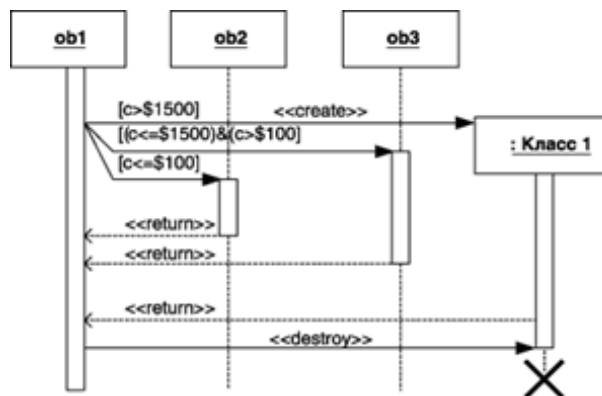 ob1
ob2
ob3
[c>$1500]
<<create>>
[(c<=$1500)&(c>$100]
: Класс 1
[c<=$100]
<<return>>
<<return>>
<<return>>
<<destroy>>